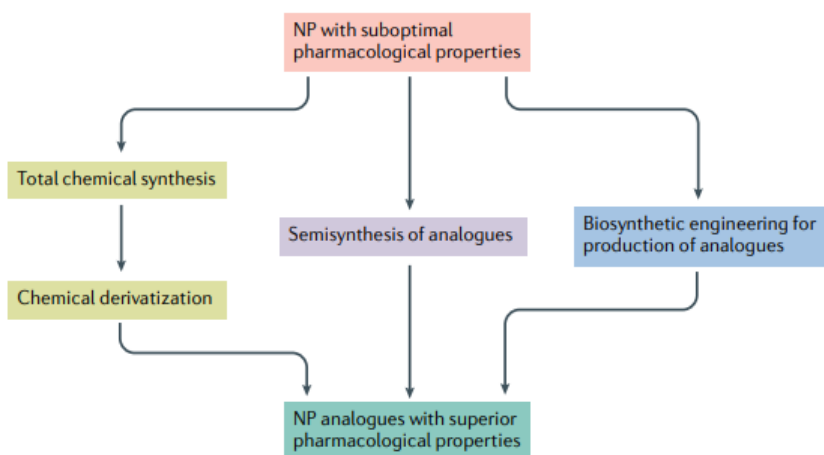 NP with suboptimal
pharmacological properties
Total chemical synthesis
Semisynthesis of analogues
Biosynthetic engineering for
production of analogues
Chemical derivatization
NP analogues with superior
pharmacological properties